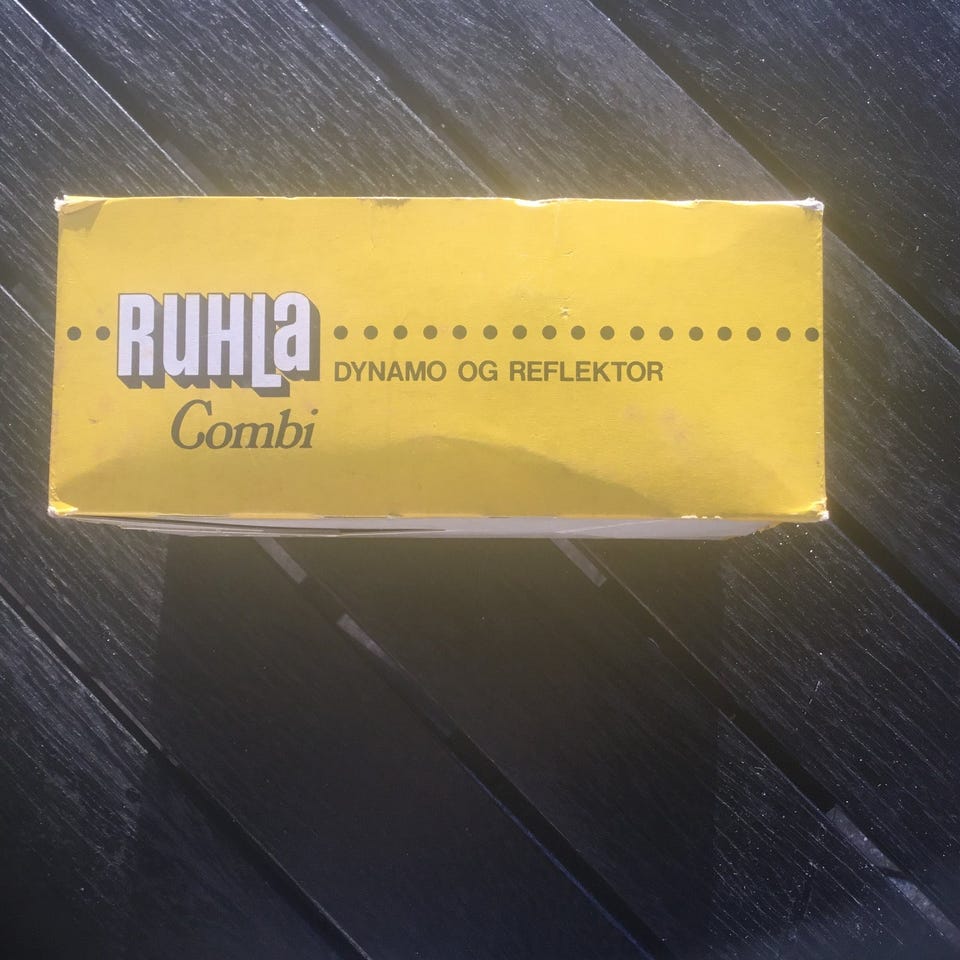 RUHLa
DYNAMO OG REFLEKTOR
Combi